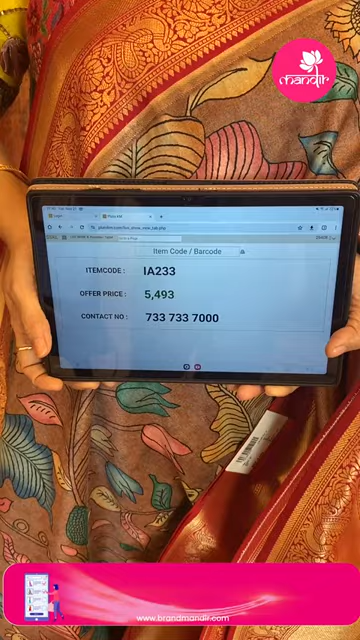 mandir
Item Code / Barcode
ITEMCODE : IA233
OFFER PRICE : 5,493
CONTACT NO : 733 733 7000
www.brandmandir.com